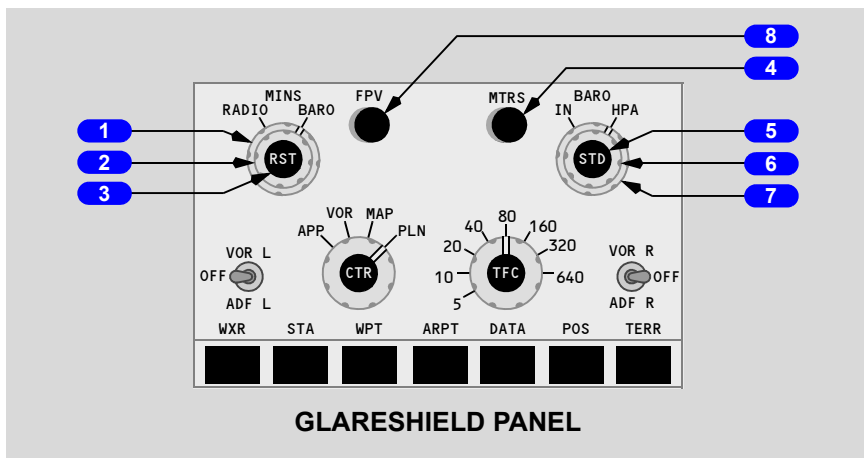 8
4
MINS
FPV
MTRS
BARO
RADIO
BARO
IN
HPA
1
2
3
RST
STD
5
6
7
VOR
MAP
APP
PLN
CTR
80
40
160
20
320
10
640
5
TFC
VOR L
OFF
ADF L
VOR R
OFF
ADF R
WXR STA WPT ARPT DATA POS TERR
GLARESHIELD PANEL